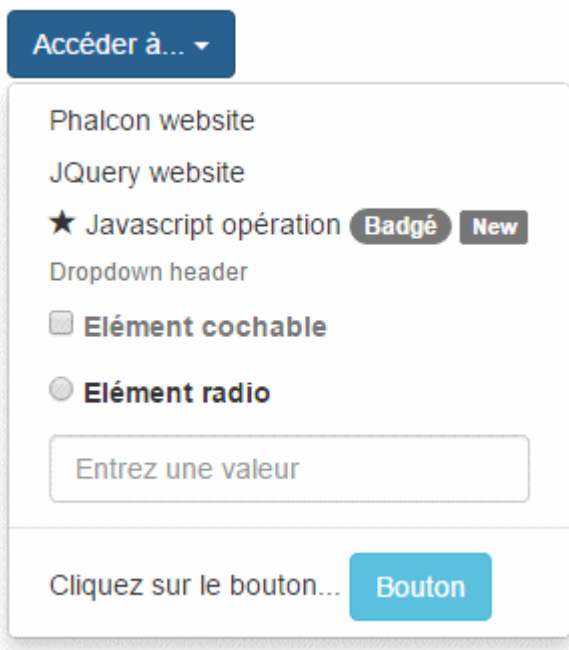 Accéder à...
Phalcon website
JQuery website
★ Javascript opération Badgé New
Dropdown header
Elément cochable
Elément radio
Entrez une valeur
Cliquez sur le bouton... Bouton